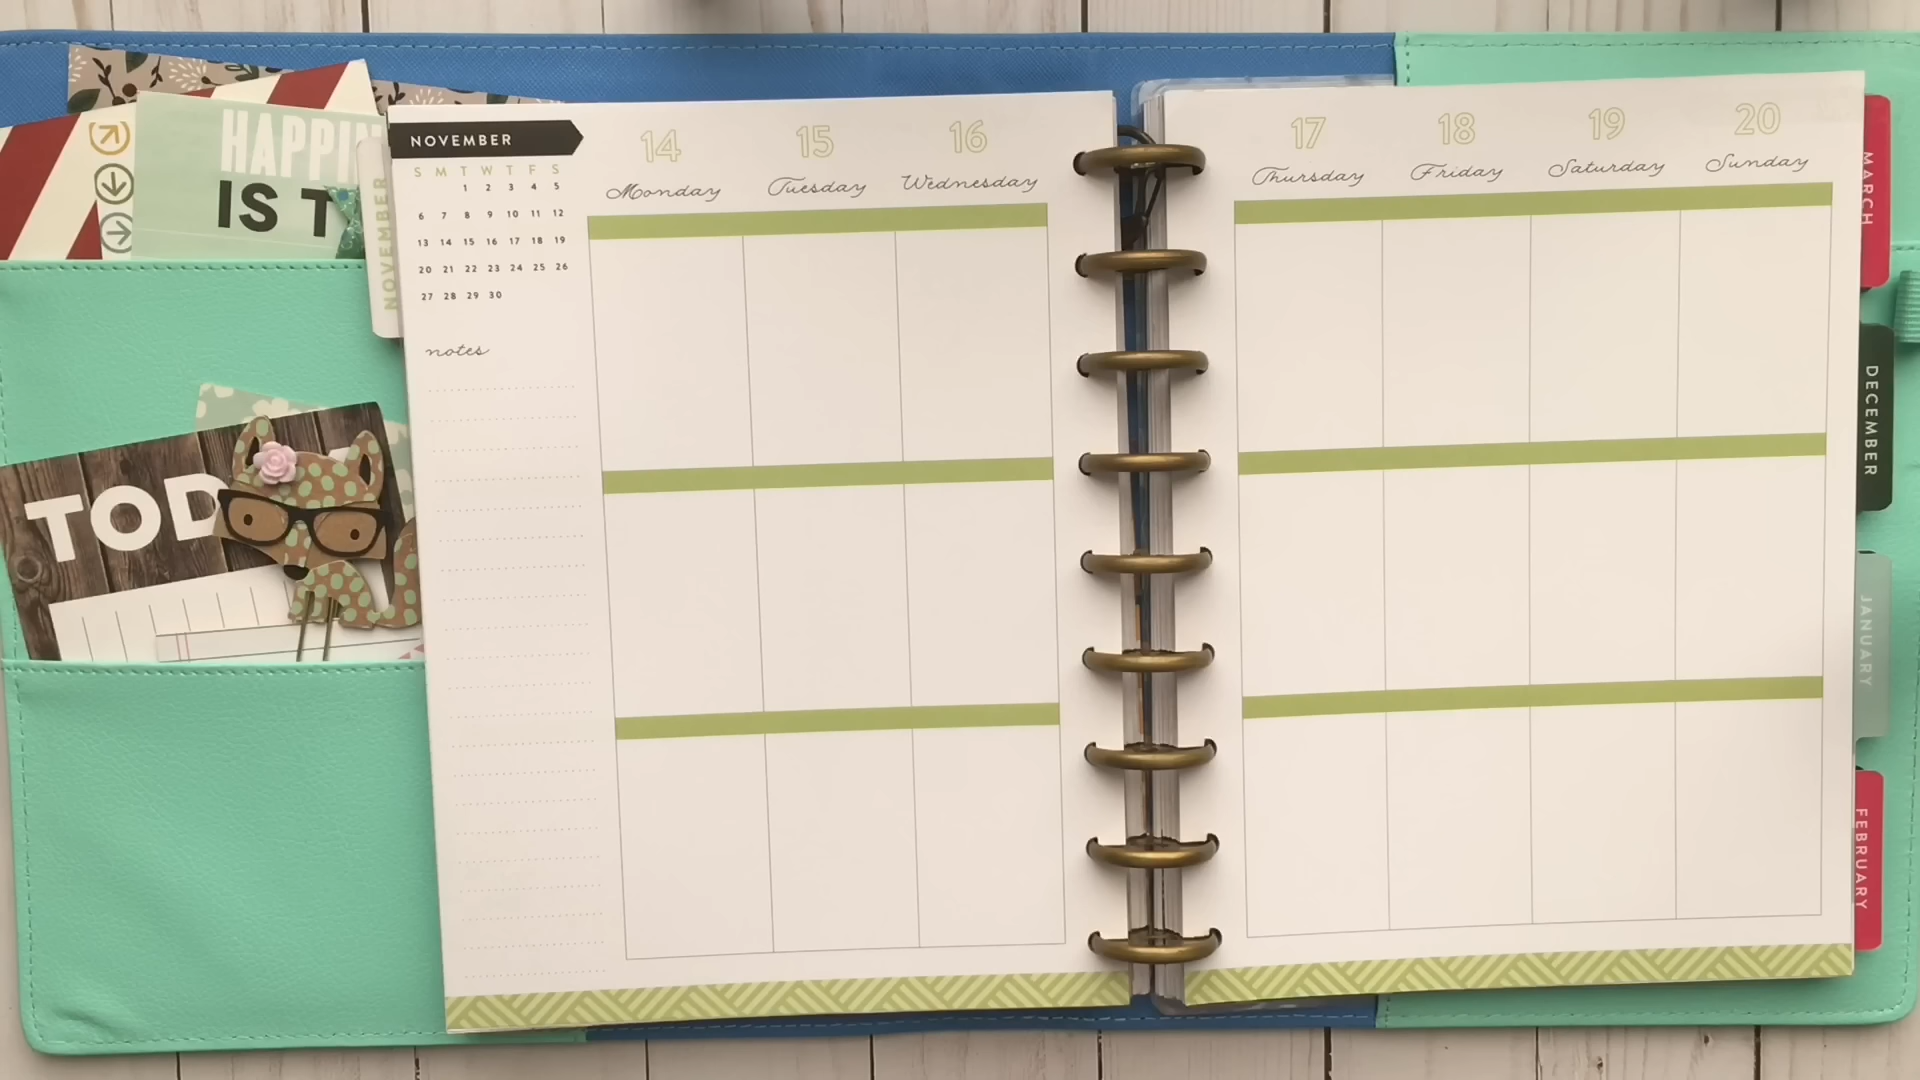 HAPPIN
IS T
TOD
NOVEMBER
NOVEMBER
S M T W T F S
1 2 3 4 5
6 7 8 9 10 11 12
13 14 15 16 17 18 19
20 21 22 23 24 25 26
27 28 29 30
notes
14 15 16
Monday Tuesday Wednesday
17 18 19 20
Thursday Friday Saturday Sunday
MARCH
DECEMBER
JANUARY
FEBRUARY